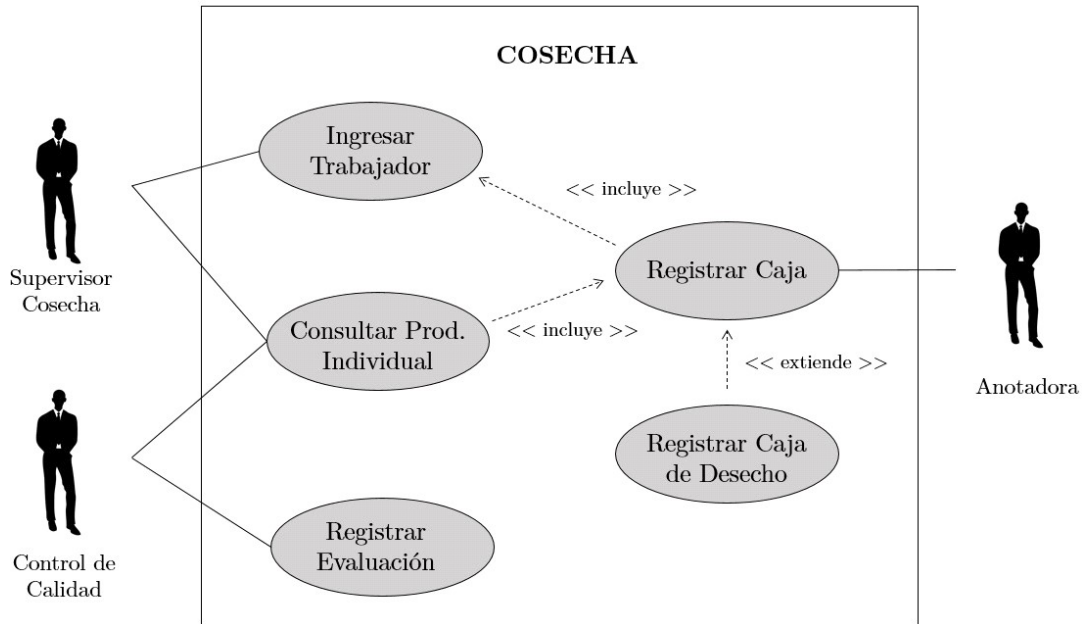 COSECHA
Ingresar
Trabajador
<< incluye >>
Supervisor
Cosecha
Registrar Caja
Consultar Prod.
Individual
<< incluye >>
<< extiende >>
Anotadora
Registrar Caja
de Desecho
Registrar
Evaluación
Control de
Calidad